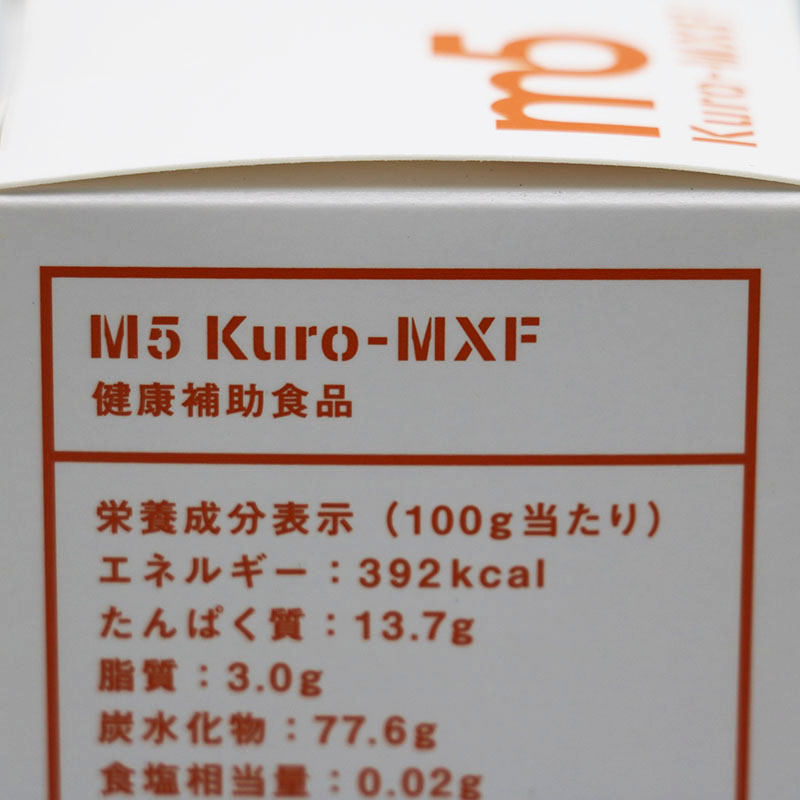 m5
Kuro-MXF
M5 Kuro-MXF
健康補助食品
栄養成分表示（100g当たり）
エネルギー：392kcal
たんぱく質：13.7g
脂質：3.0g
炭水化物：77.6g
食塩相当量：0.02g